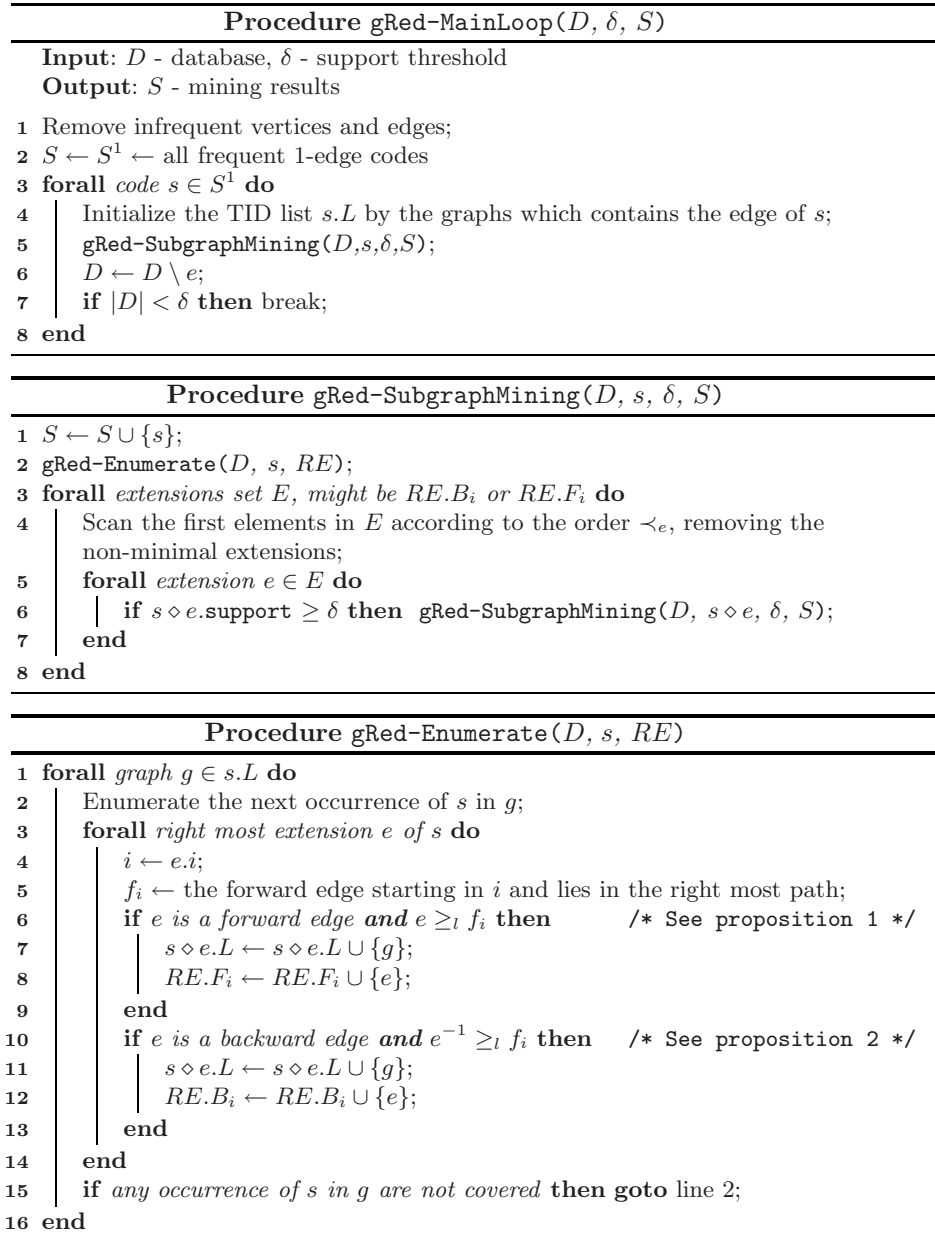 Procedure gRed-MainLoop(D, δ, S)
Input: D - database, δ - support threshold
Output: S - mining results
1 Remove infrequent vertices and edges;
2 S ← S¹ ← all frequent 1-edge codes
3 forall code s ∈ S¹ do
4 Initialize the TID list s.L by the graphs which contains the edge of s;
5 gRed-SubgraphMining(D,s,δ,S);
6 D ← D \ e;
7 if |D| < δ then break;
8 end
Procedure gRed-SubgraphMining(D, s, δ, S)
1 S ← S ∪ {s};
2 gRed-Enumerate(D, s, RE);
3 forall extensions set E, might be RE.Bᵢ or RE.Fᵢ do
4 Scan the first elements in E according to the order ≺ₑ, removing the
non-minimal extensions;
5 forall extension e ∈ E do
6 if s ⋄ e.support ≥ δ then gRed-SubgraphMining(D, s ⋄ e, δ, S);
7 end
8 end
Procedure gRed-Enumerate(D, s, RE)
1 forall graph g ∈ s.L do
2 Enumerate the next occurrence of s in g;
3 forall right most extension e of s do
4 i ← e.i;
5 fᵢ ← the forward edge starting in i and lies in the right most path;
6 if e is a forward edge and e ≥ₗ fᵢ then /* See proposition 1 */
7 s ⋄ e.L ← s ⋄ e.L ∪ {g};
8 RE.Fᵢ ← RE.Fᵢ ∪ {e};
9 end
10 if e is a backward edge and e⁻¹ ≥ₗ fᵢ then /* See proposition 2 */
11 s ⋄ e.L ← s ⋄ e.L ∪ {g};
12 RE.Bᵢ ← RE.Bᵢ ∪ {e};
13 end
14 end
15 if any occurrence of s in g are not covered then goto line 2;
16 end